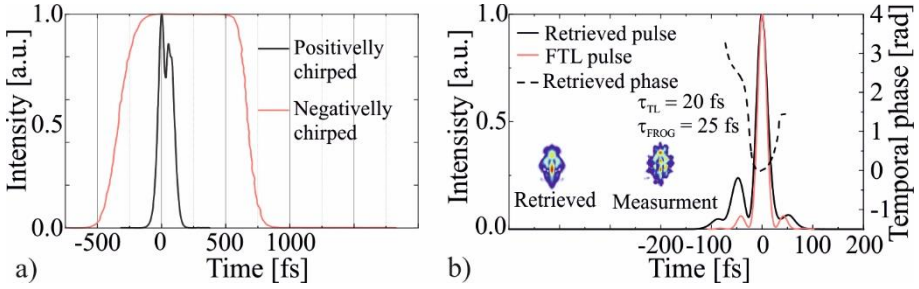 Intensity [a.u.]
1.0
0.5
0.0
Positivelly
chirped
Negativelly
chirped
-500
0
500
1000
Time [fs]
a)
Intensisty [a.u.]
1.0
0.5
0.0
Retrieved pulse
FTL pulse
Retrieved phase
τTL = 20 fs
τFROG = 25 fs
Retrieved
Measurment
4
3
2
1
0
-1
Temporal phase [rad]
-200
-100
0
100
200
Time [fs]
b)